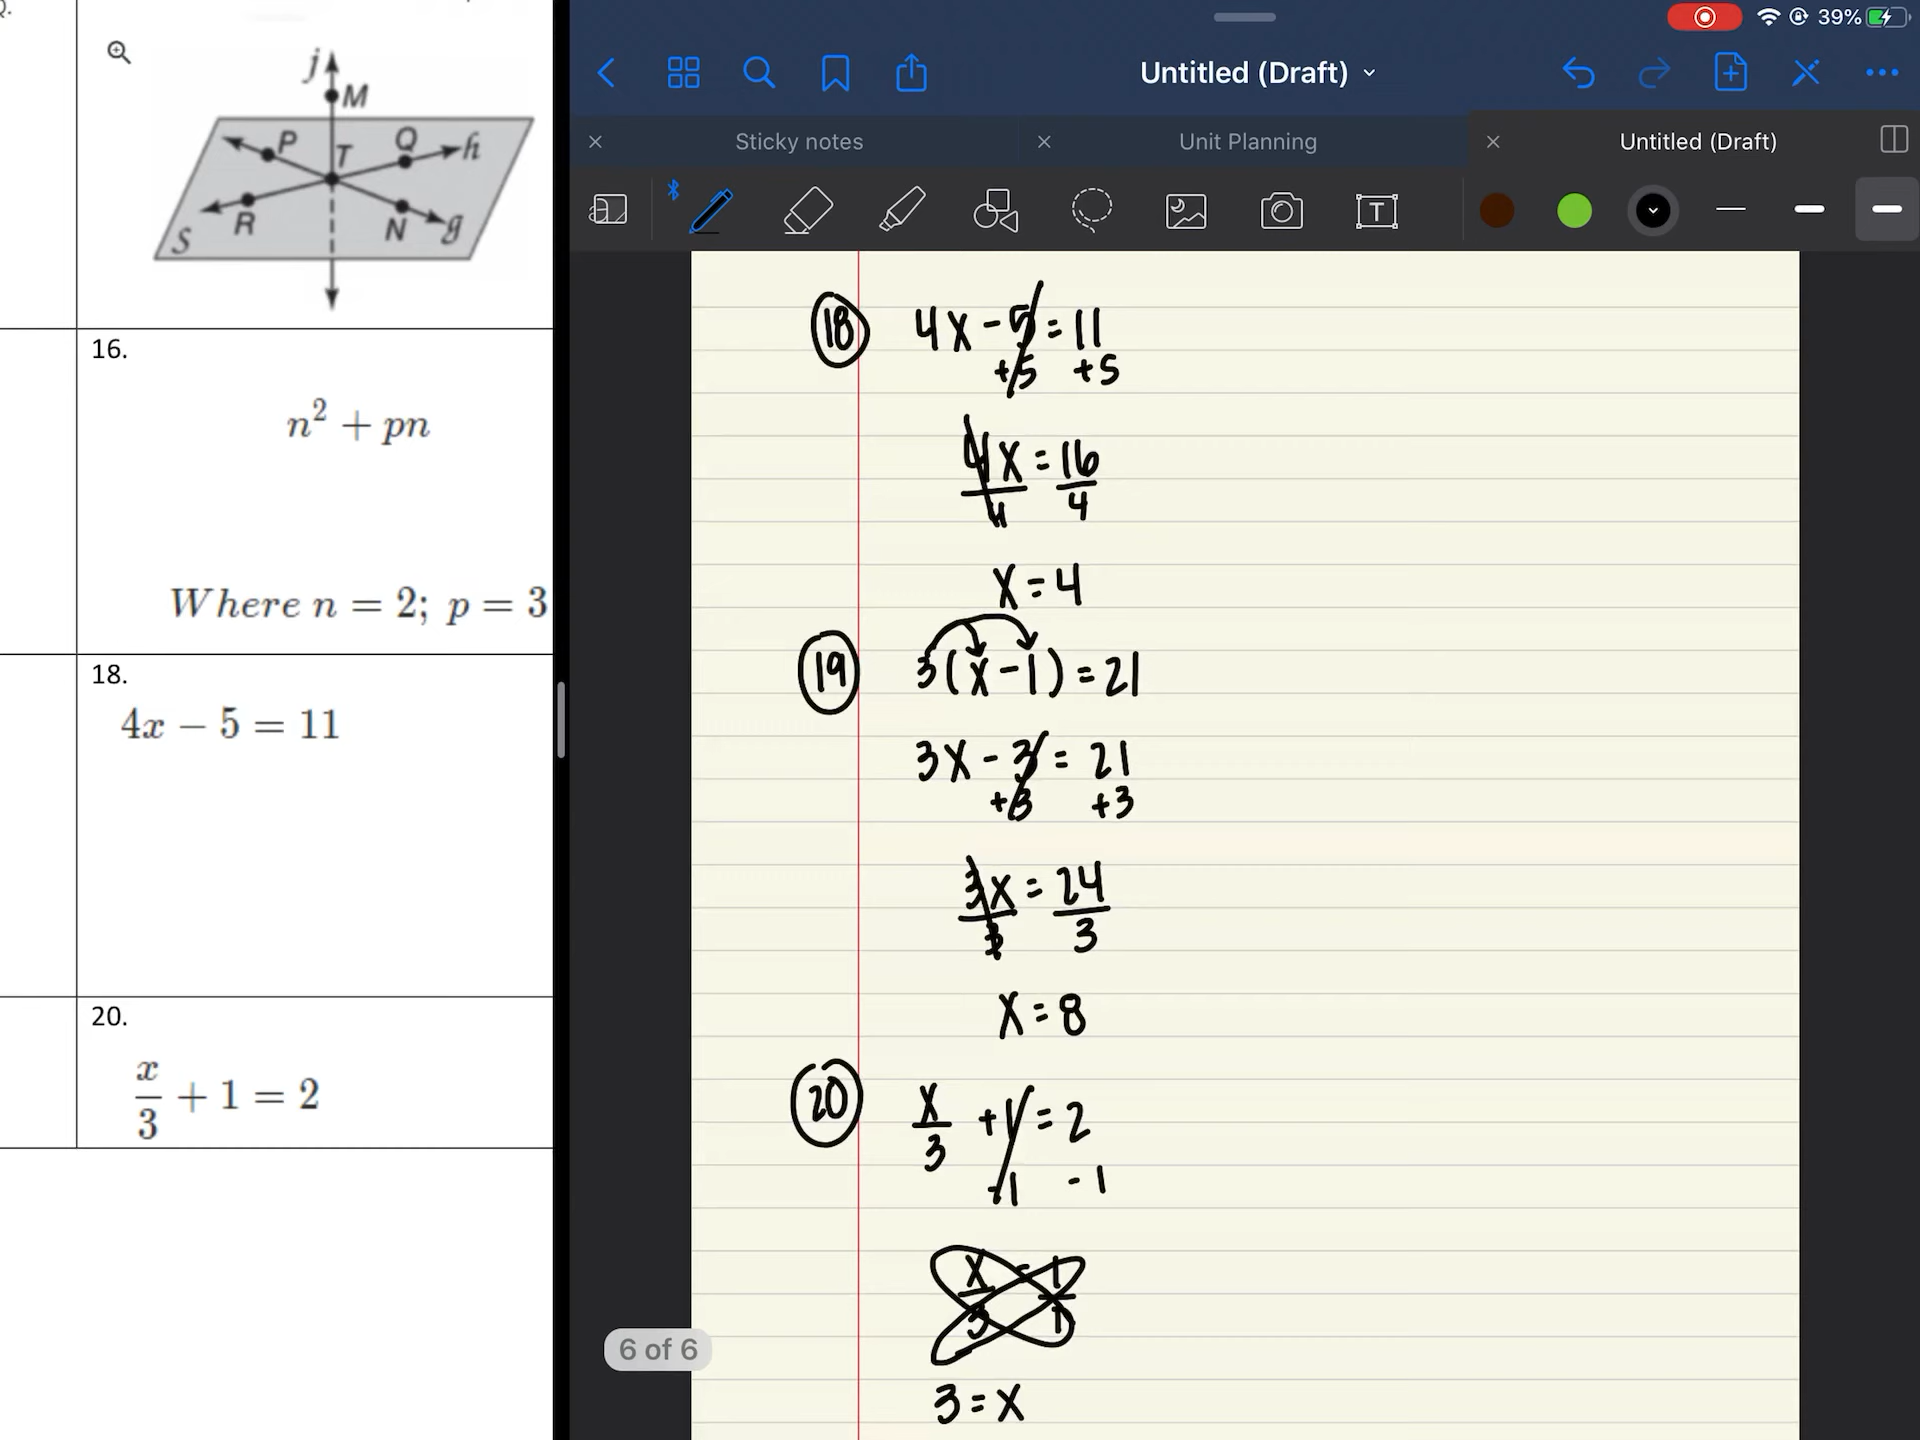 39%
Untitled (Draft)
Sticky notes
Unit Planning
Untitled (Draft)
T
j
M
P
T
Q
h
R
N
g
S
16.
n² + pn
Where n = 2; p = 3
18.
4x − 5 = 11
20.
x/3 + 1 = 2
18 4x - 5 = 11
+5 +5
4x/4 = 16/4
x = 4
19 3(x - 1) = 21
3x - 3 = 21
+3 +3
3x/3 = 24/3
x = 8
20 x/3 + 1 = 2
-1 -1
x/3 = 1/1
3 = x
6 of 6